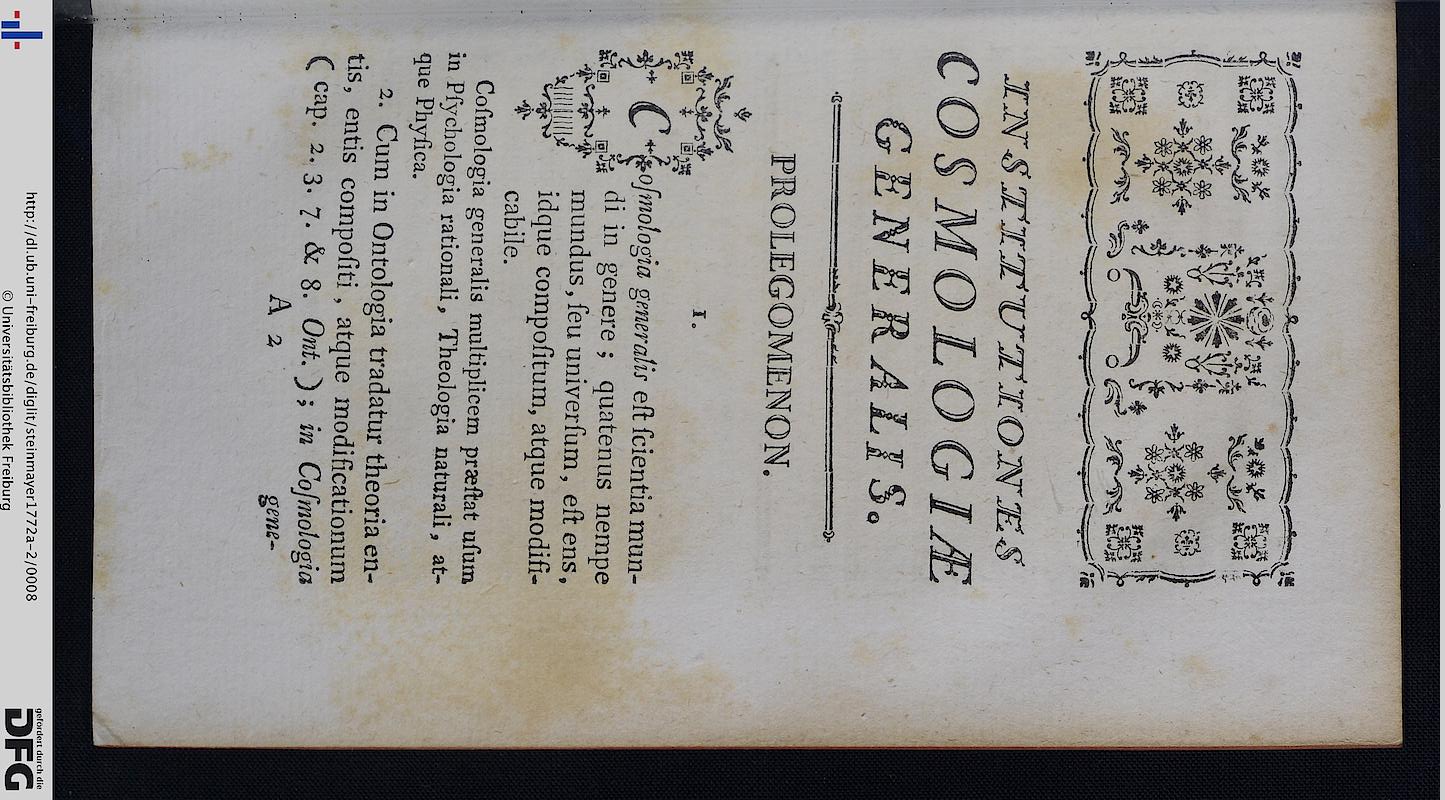 INSTITUTIONES
COSMOLOGIÆ
GENERALIS.
PROLEGOMENON.
I.
Coſmologia generalis eſt ſcientia mun-
di in genere; quatenus nempe
mundus, ſeu univerſum, eſt ens,
idque compoſitum, atque modifi-
cabile.
Coſmologia generalis multiplicem præſtat uſum
in Pſychologia rationali, Theologia naturali, at-
que Phyſica.
2. Cum in Ontologia tradatur theoria en-
tis, entis compoſiti, atque modificationum
(cap. 2. 3. 7. & 8. Ont.); in Coſmologia
A 2
gene-
http://dl.ub.uni-freiburg.de/diglit/steinmayer1772a-2/0008
© Universitätsbibliothek Freiburg
gefördert durch die
DFG